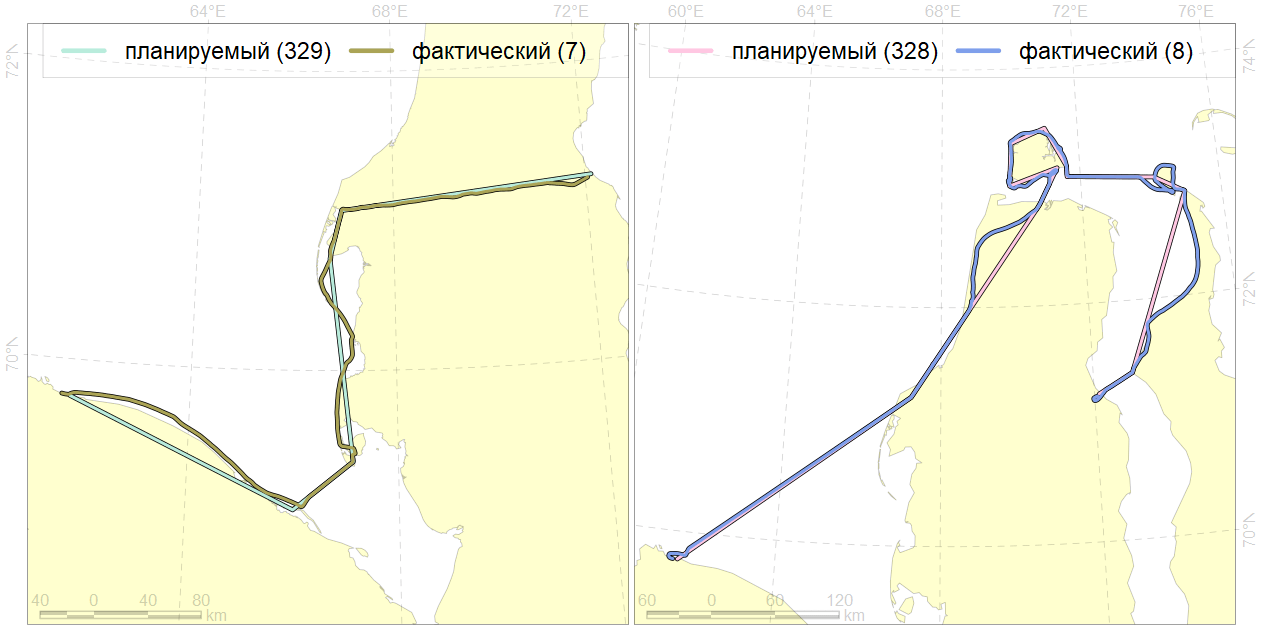 64°E 68°E 72°E 60°E 64°E 68°E 72°E 76°E
планируемый (329) фактический (7) планируемый (328) фактический (8)
72°N 74°N
72°N
70°N
70°N
40 0 40 80 km 60 0 60 120 km